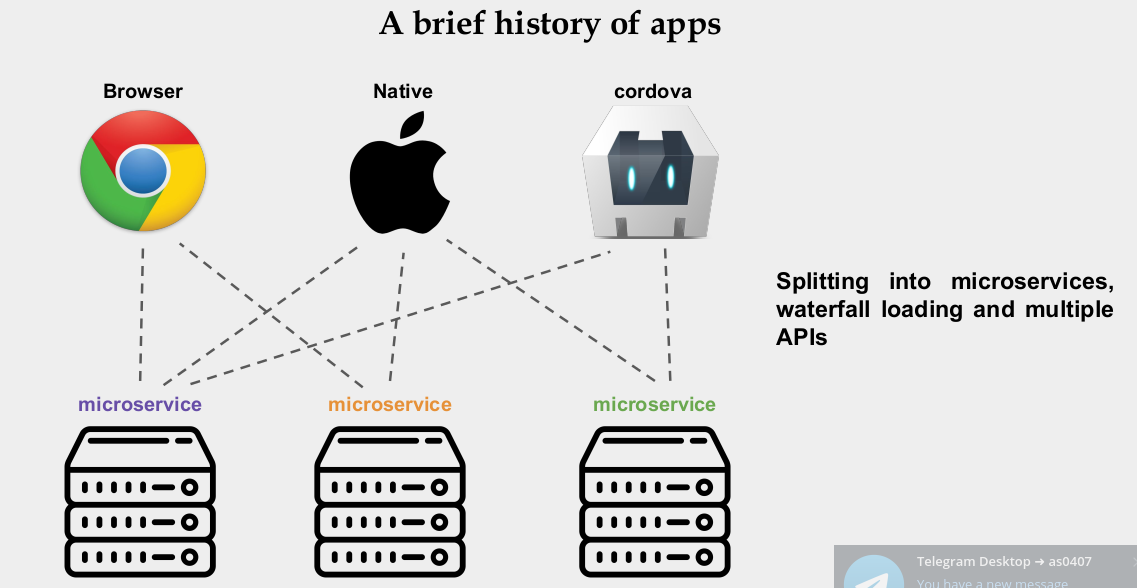 A brief history of apps
Browser
Native
cordova
Splitting into microservices,
waterfall loading and multiple
APIs
microservice
microservice
microservice
Telegram Desktop ➔ as0407
You have a new message